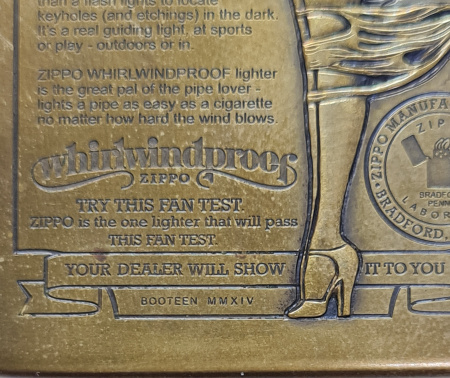 than a flash lights to locate
keyholes (and etchings) in the dark.
It's a real guiding light, at sports
or play - outdoors or in.
ZIPPO WHIRLWINDPROOF lighter
is the great pal of the pipe lover -
lights a pipe as easy as a cigarette
no matter how hard the wind blows.
whirlwindproof
ZIPPO
TRY THIS FAN TEST
ZIPPO is the one lighter that will pass
THIS FAN TEST.
YOUR DEALER WILL SHOW IT TO YOU
BOOTEEN MMXIV
ZIPPO MANUFA
ZIP
BRADFO
PENN
LABOR
BRADFORD,